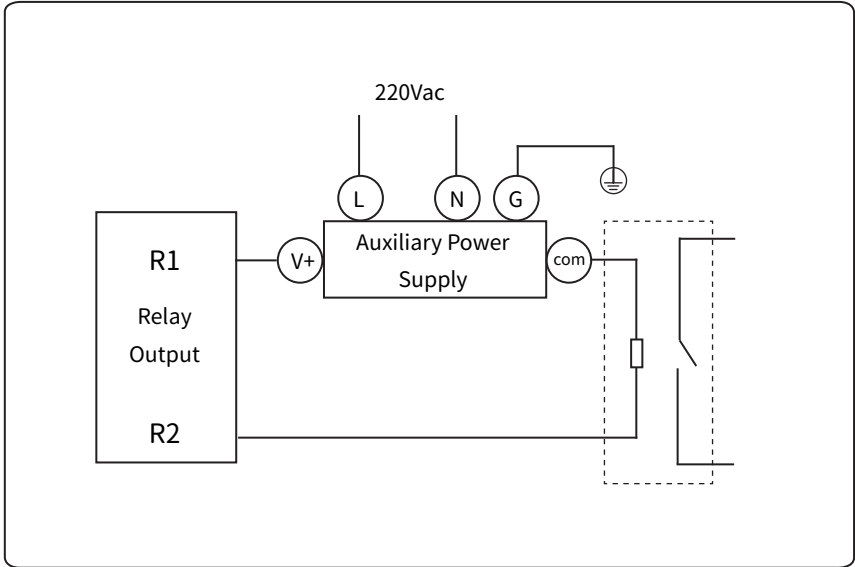 220Vac
L
N
G
R1
V+
Auxiliary Power
Supply
com
Relay
Output
R2